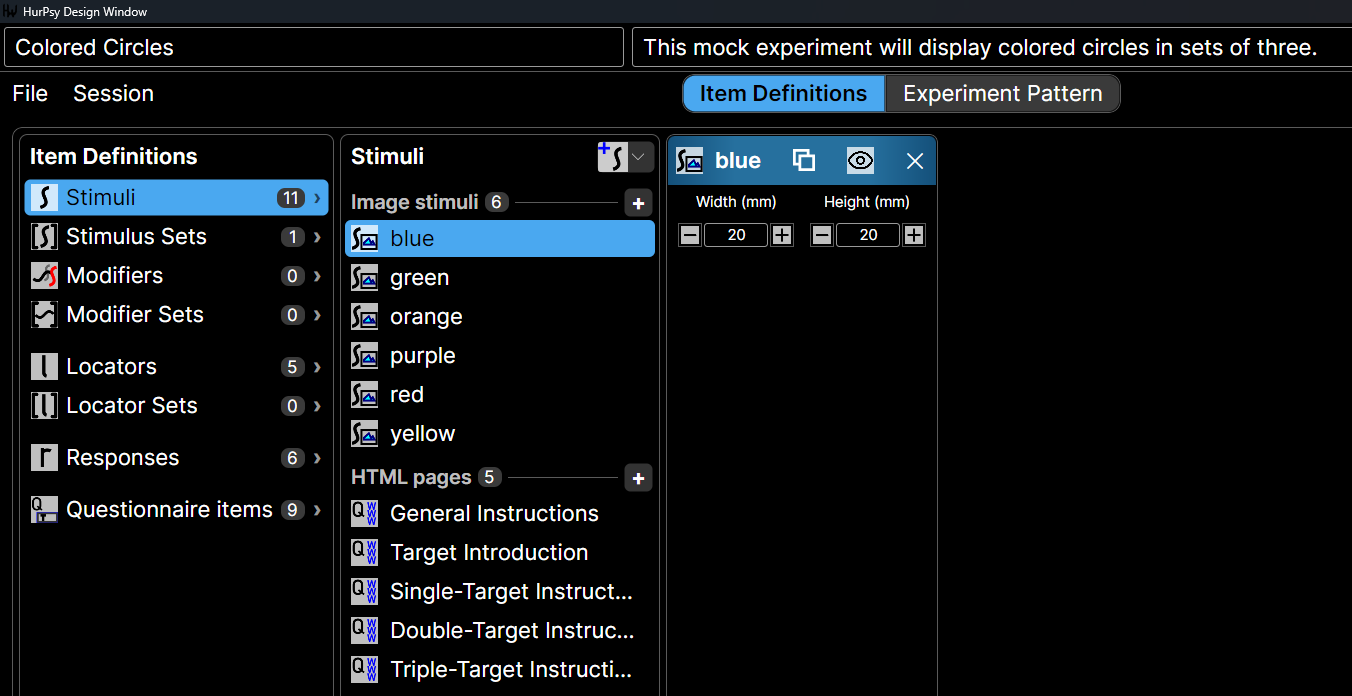 HurPsy Design Window
Colored Circles
This mock experiment will display colored circles in sets of three.
File Session
Item Definitions Experiment Pattern
Item Definitions
Stimuli 11
Stimulus Sets 1
Modifiers 0
Modifier Sets 0
Locators 5
Locator Sets 0
Responses 6
Questionnaire items 9
Stimuli
Image stimuli 6
blue
green
orange
purple
red
yellow
HTML pages 5
General Instructions
Target Introduction
Single-Target Instruct...
Double-Target Instruc...
Triple-Target Instructi...
blue
Width (mm) Height (mm)
20 20